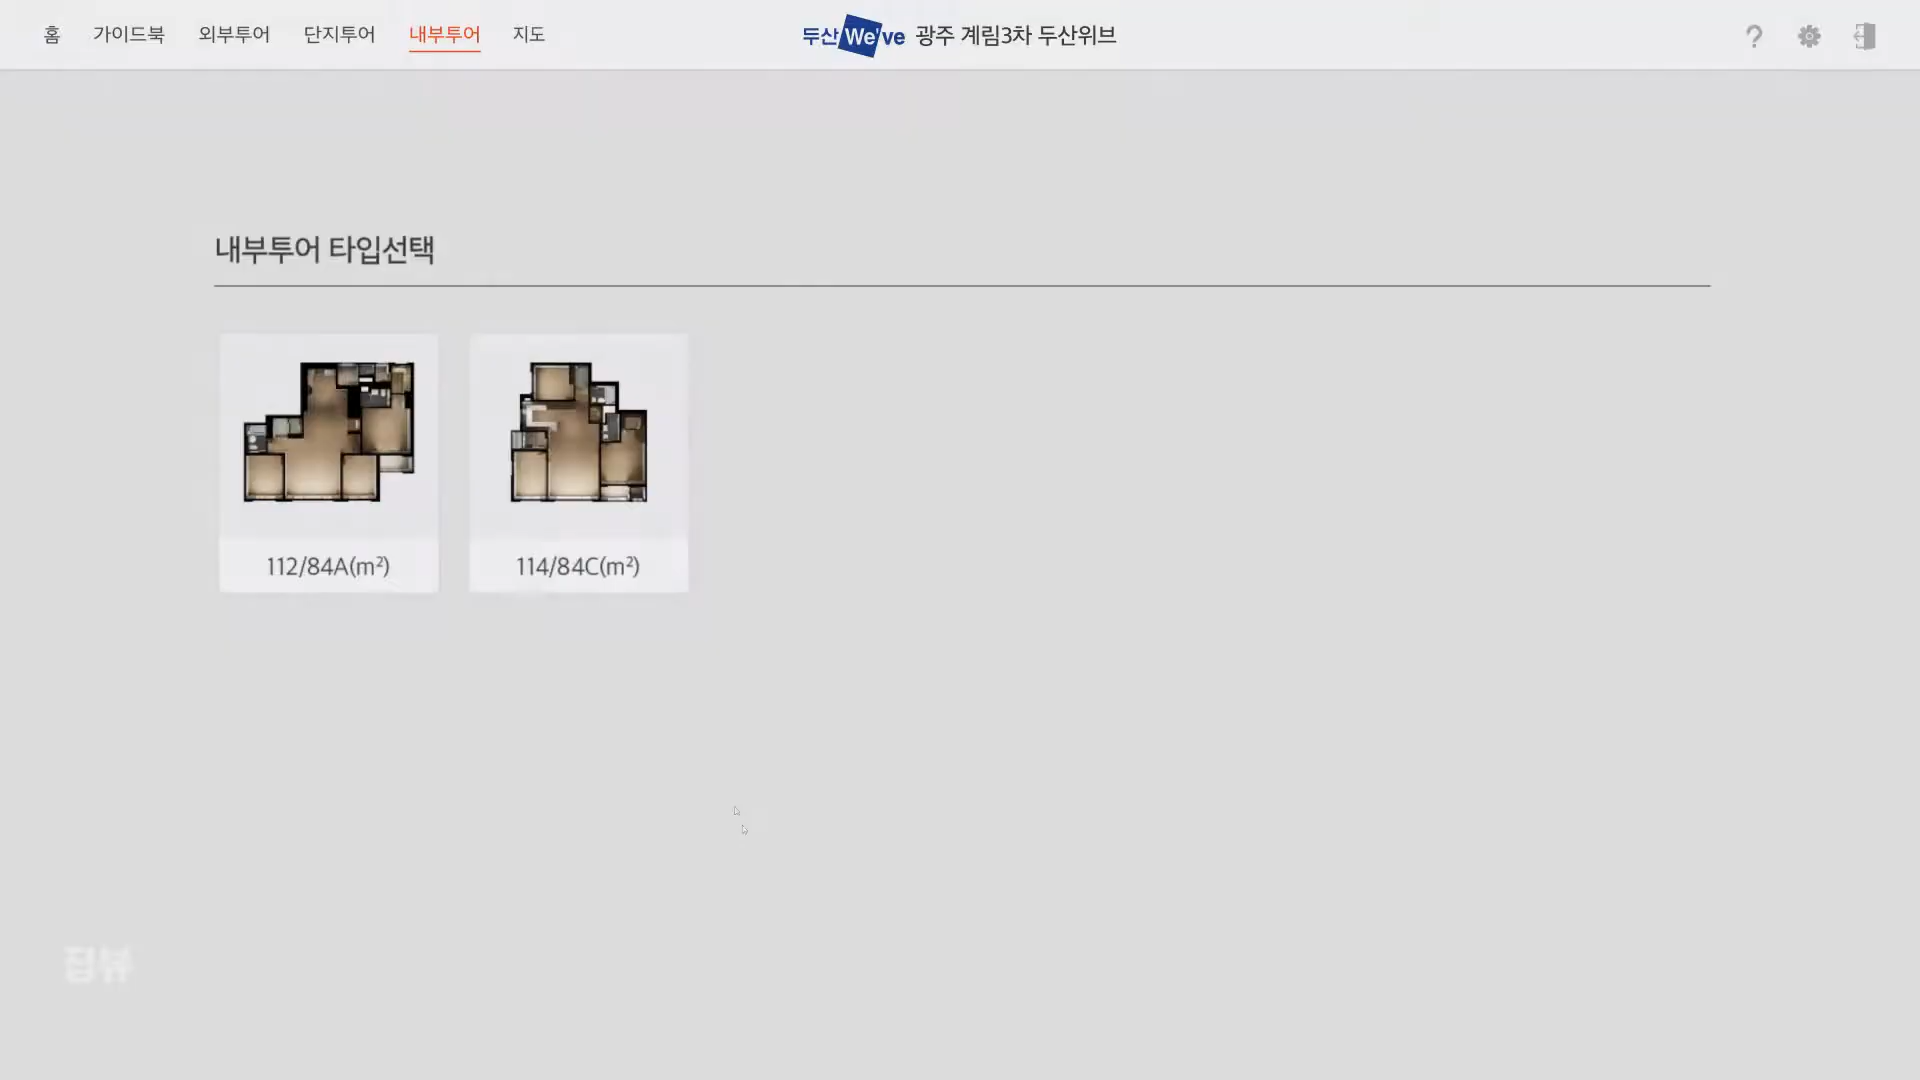 홈 가이드북 외부투어 단지투어 내부투어 지도
두산 We've 광주 계림3차 두산위브
?
내부투어 타입선택
112/84A(m²) 114/84C(m²)
집뷰